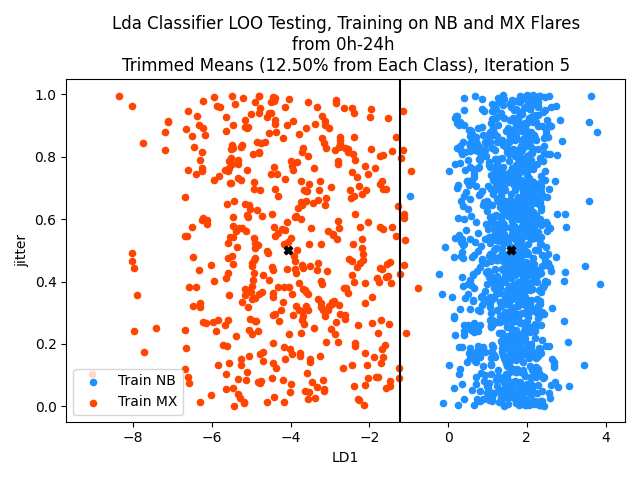 Lda Classifier LOO Testing, Training on NB and MX Flares
from 0h-24h
Trimmed Means (12.50% from Each Class), Iteration 5
1.0
0.8
0.6
0.4
0.2
0.0
jitter
Train NB
Train MX
−8
−6
−4
−2
0
2
4
LD1